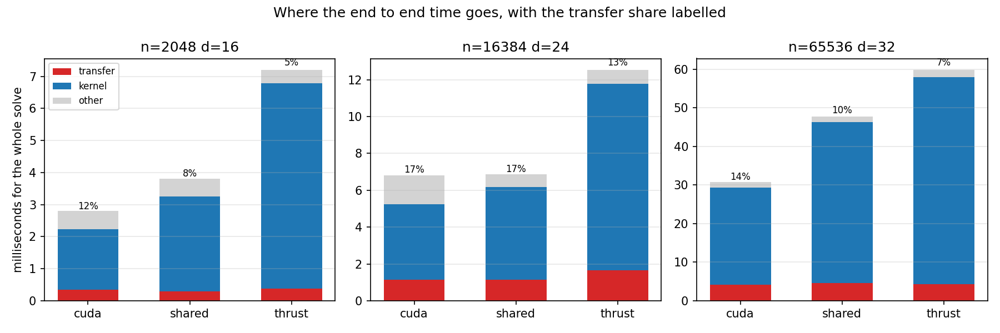 Where the end to end time goes, with the transfer share labelled
n=2048 d=16
milliseconds for the whole solve
7
6
5
4
3
2
1
0
transfer
kernel
other
12%
8%
5%
cuda
shared
thrust
n=16384 d=24
12
10
8
6
4
2
0
17%
17%
13%
cuda
shared
thrust
n=65536 d=32
60
50
40
30
20
10
0
14%
10%
7%
cuda
shared
thrust